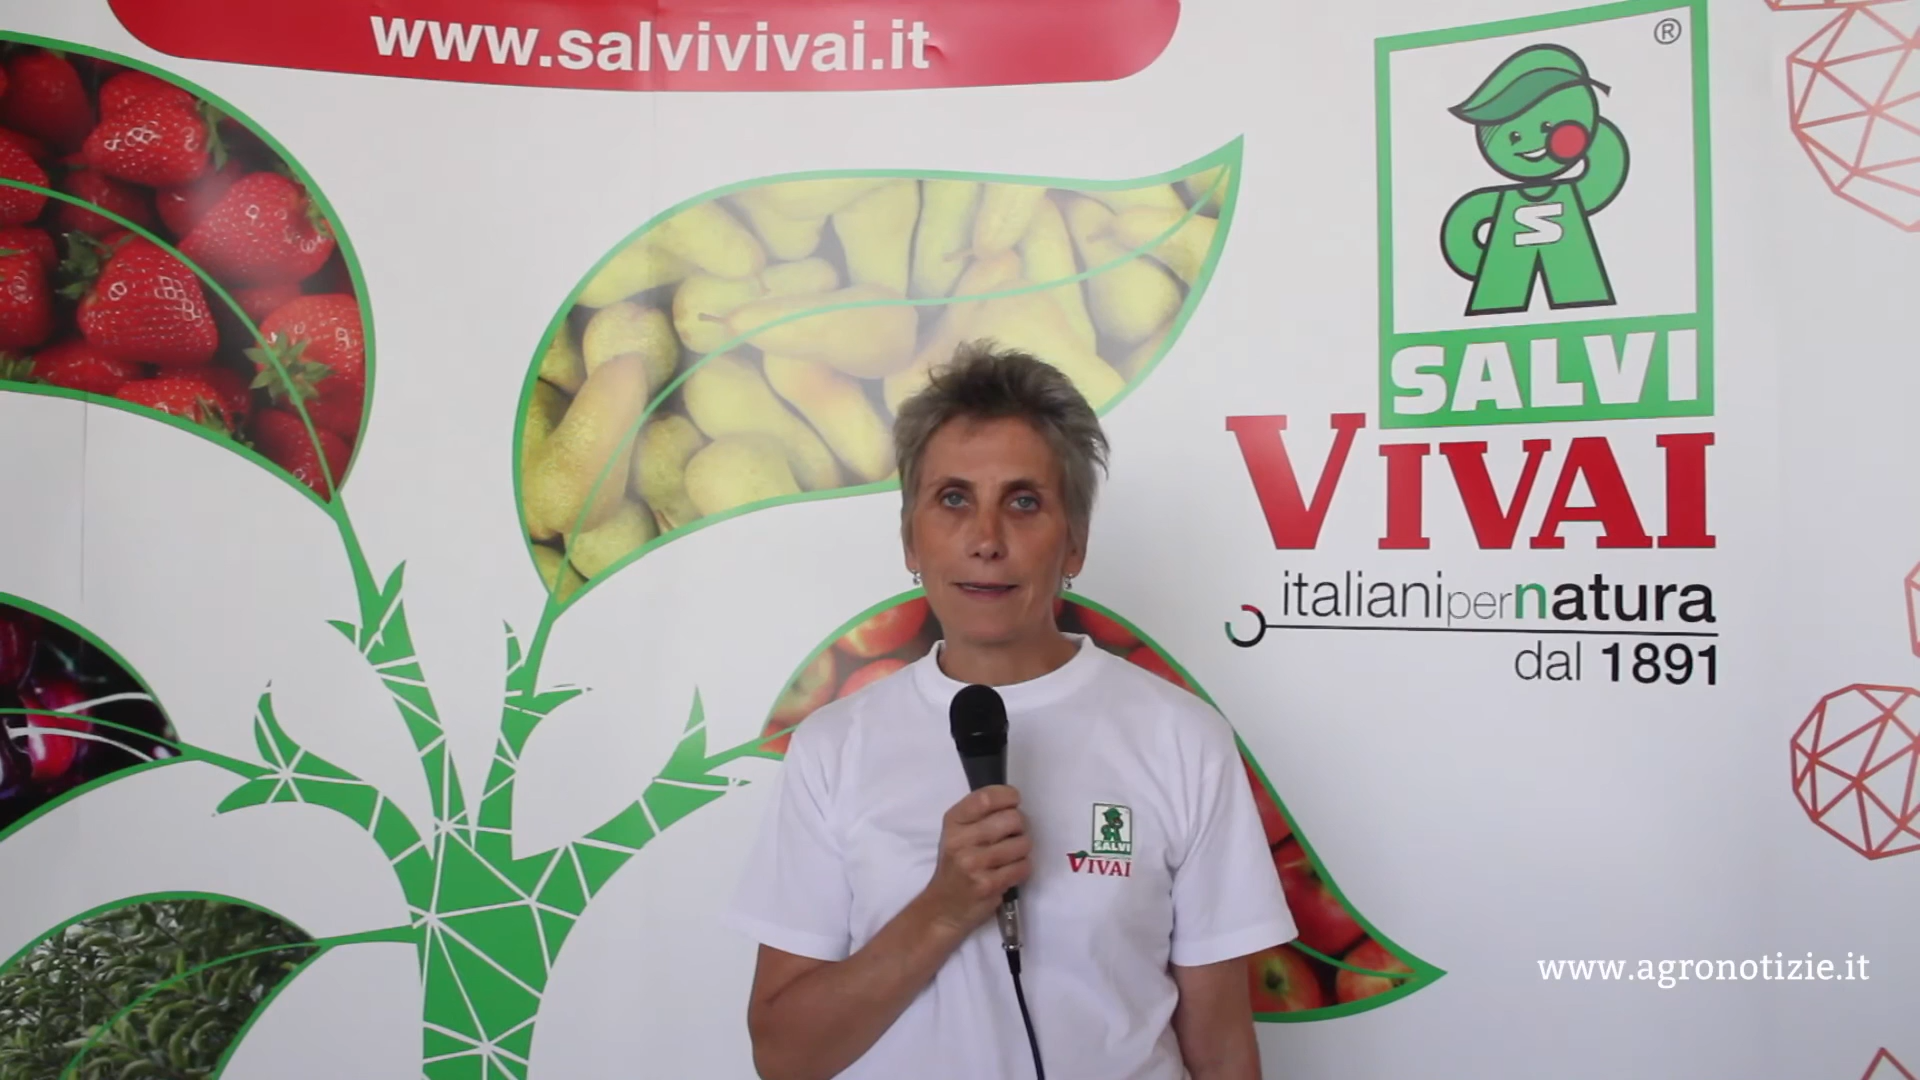 www.salvivivai.it
®
S
SALVI
VIVAI
italianipernatura
dal 1891
SALVI
VIVAI
www.agronotizie.it